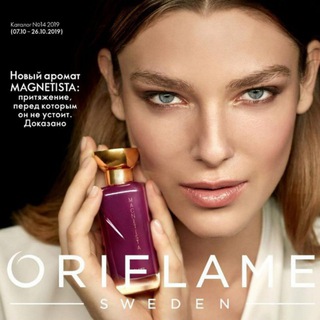 Каталог №14.2019
(07.10 - 26.10.2019)
Новый аромат
MAGNETISTA:
притяжение,
перед которым
он не устоит.
Доказано
MAGNETISTA
ORIFLAME
SWEDEN